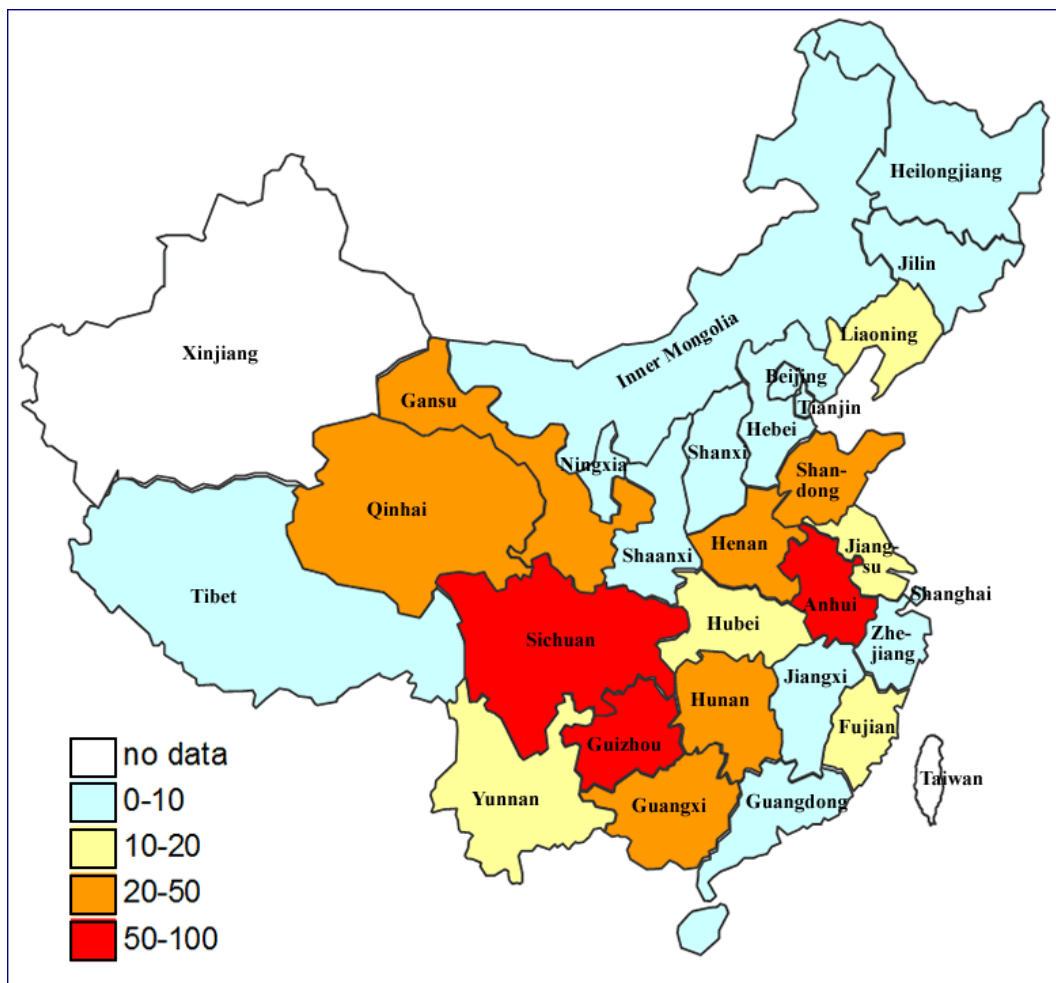 Heilongjiang
Jilin
Liaoning
Xinjiang
Inner Mongolia
Beijing
Tianjin
Gansu
Hebei
Shanxi
Ningxia
Shan-
dong
Qinhai
Henan
Jiang-
su
Shaanxi
Tibet
Shanghai
Anhui
Hubei
Zhe-
jiang
Sichuan
Jiangxi
Hunan
Fujian
Guizhou
Taiwan
Yunnan
Guangxi
Guangdong
no data
0-10
10-20
20-50
50-100